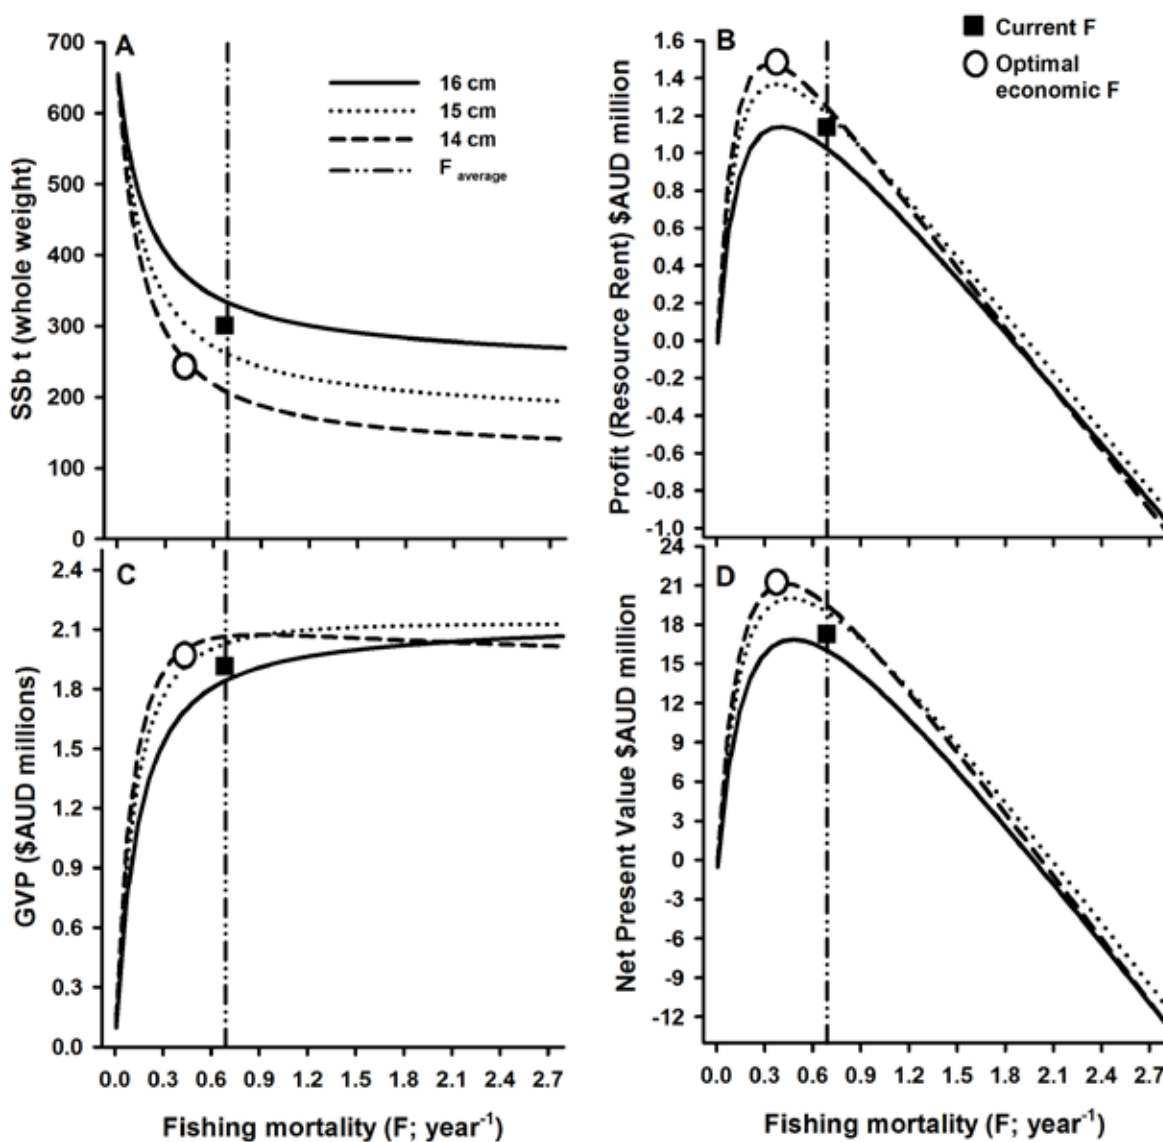 A
SSb t (whole weight)
700
600
500
400
300
200
100
0
16 cm
15 cm
14 cm
F average
B
Profit (Resource Rent) $AUD million
1.6
1.4
1.2
1.0
0.8
0.6
0.4
0.2
0.0
-0.2
-0.4
-0.6
-0.8
-1.0
Current F
Optimal
economic F
C
GVP ($AUD millions)
2.4
2.1
1.8
1.5
1.2
0.9
0.6
0.3
0.0
0.0 0.3 0.6 0.9 1.2 1.5 1.8 2.1 2.4 2.7
Fishing mortality (F; year-1)
D
Net Present Value $AUD million
24
21
18
15
12
9
6
3
0
-3
-6
-9
-12
0.0 0.3 0.6 0.9 1.2 1.5 1.8 2.1 2.4 2.7
Fishing mortality (F; year-1)